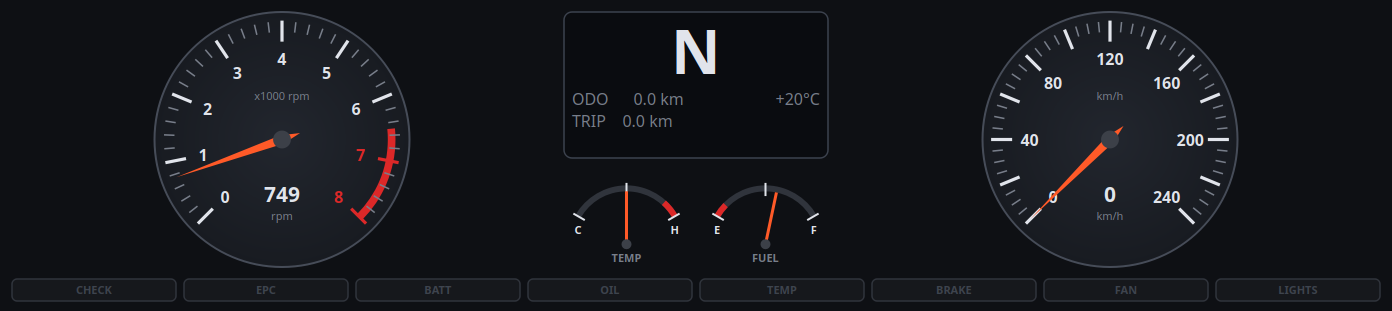 0
1
2
3
4
5
6
7
8
x1000 rpm
749
rpm
N
ODO 0.0 km +20°C
TRIP 0.0 km
C H
TEMP
E F
FUEL
0
40
80
120
160
200
240
km/h
0
km/h
CHECK EPC BATT OIL TEMP BRAKE FAN LIGHTS